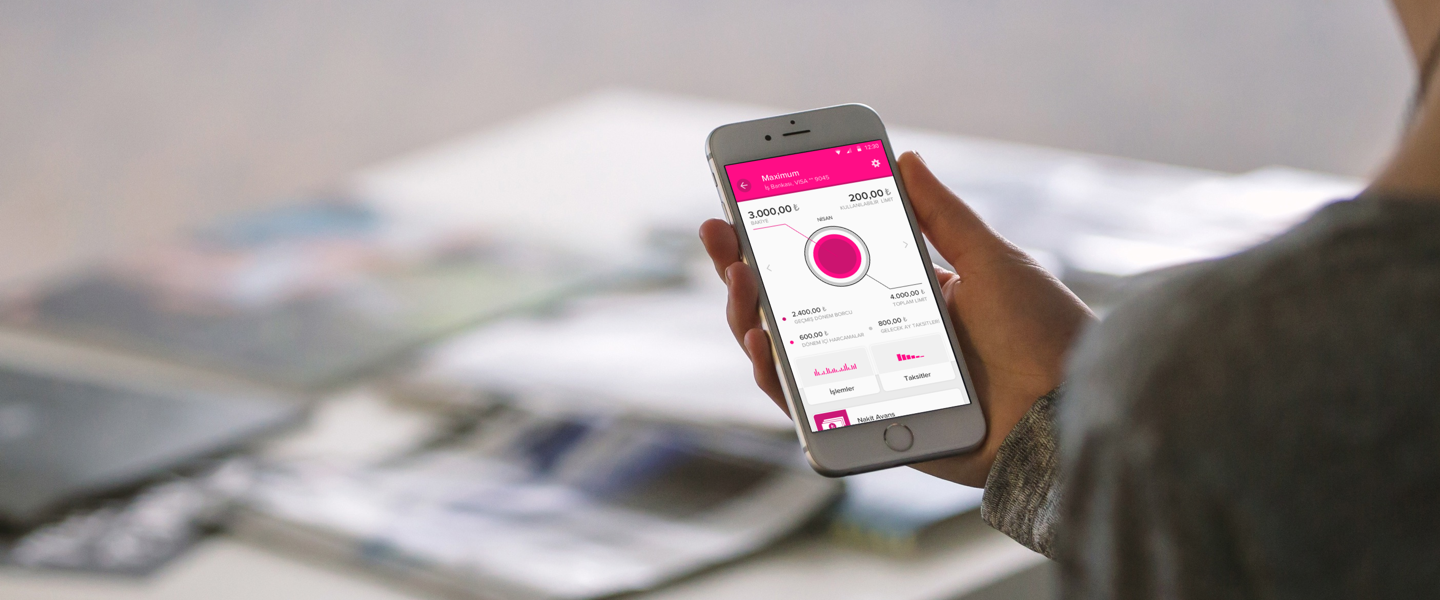 12:30
Maximum
İş Bankası, VISA ** 9045
3.000,00 ₺
BAKİYE
200,00 ₺
KULLANILABİLİR LİMİT
NİSAN
4.000,00 ₺
TOPLAM LİMİT
2.400,00 ₺
GEÇMİŞ DÖNEM BORCU
600,00 ₺
DÖNEM İÇİ HARCAMALAR
800,00 ₺
GELECEK AY TAKSİTLERİ
İşlemler
Taksitler
Nakit Avans